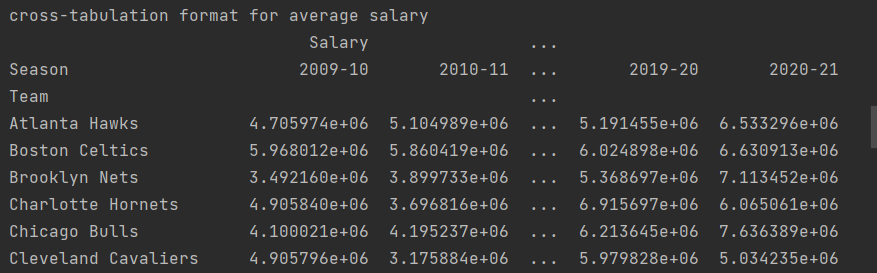 cross-tabulation format for average salary
Salary ...
Season 2009-10 2010-11 ... 2019-20 2020-21
Team ...
Atlanta Hawks 4.705974e+06 5.104989e+06 ... 5.191455e+06 6.533296e+06
Boston Celtics 5.968012e+06 5.860419e+06 ... 6.024898e+06 6.630913e+06
Brooklyn Nets 3.492160e+06 3.899733e+06 ... 5.368697e+06 7.113452e+06
Charlotte Hornets 4.905840e+06 3.696816e+06 ... 6.915697e+06 6.065061e+06
Chicago Bulls 4.100021e+06 4.195237e+06 ... 6.213645e+06 7.636389e+06
Cleveland Cavaliers 4.905796e+06 3.175884e+06 ... 5.979828e+06 5.034235e+06